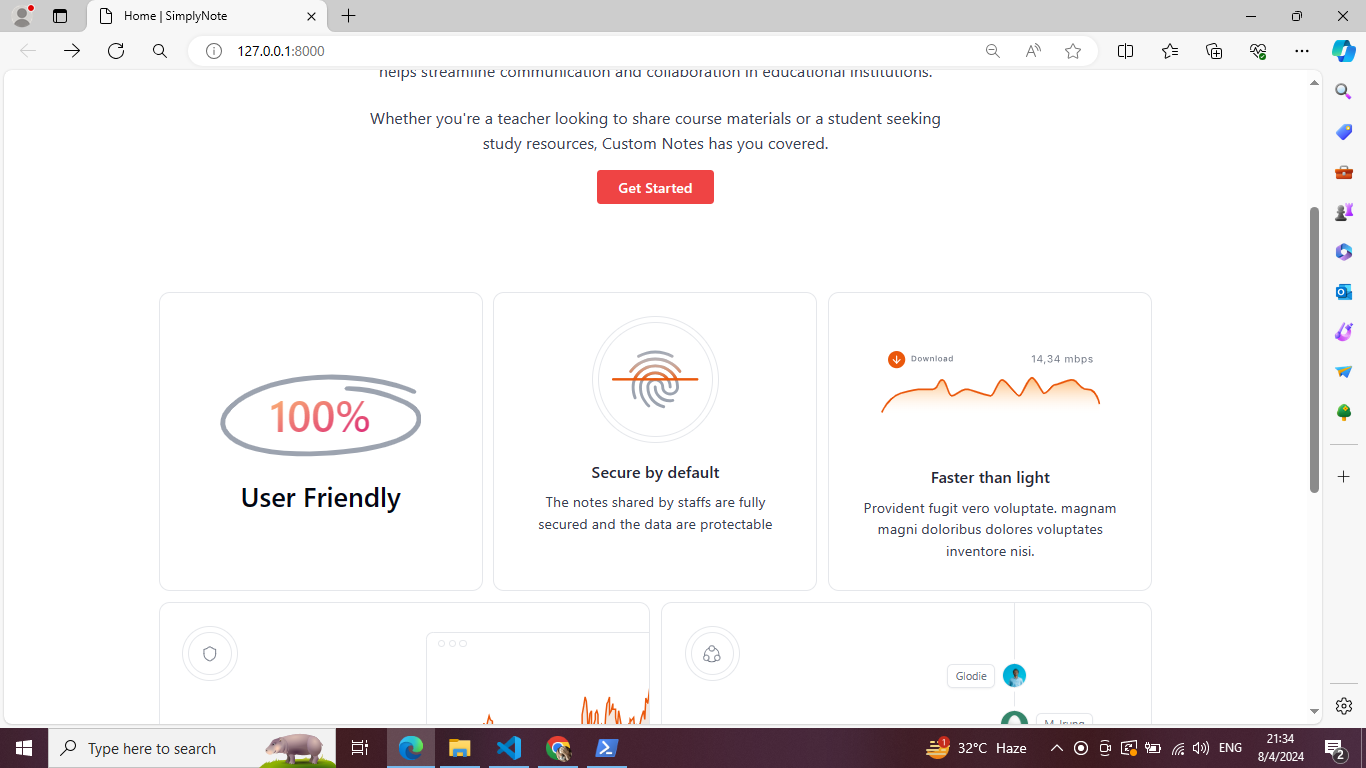 Home | SimplyNote
127.0.0.1:8000
helps streamline communication and collaboration in educational institutions.
Whether you're a teacher looking to share course materials or a student seeking
study resources, Custom Notes has you covered.
Get Started
100%
User Friendly
Secure by default
The notes shared by staffs are fully
secured and the data are protectable
Download
14,34 mbps
Faster than light
Provident fugit vero voluptate. magnam
magni doloribus dolores voluptates
inventore nisi.
Glodie
M. Irung
Type here to search
1
32°C Haze
ENG
21:34
8/4/2024
2